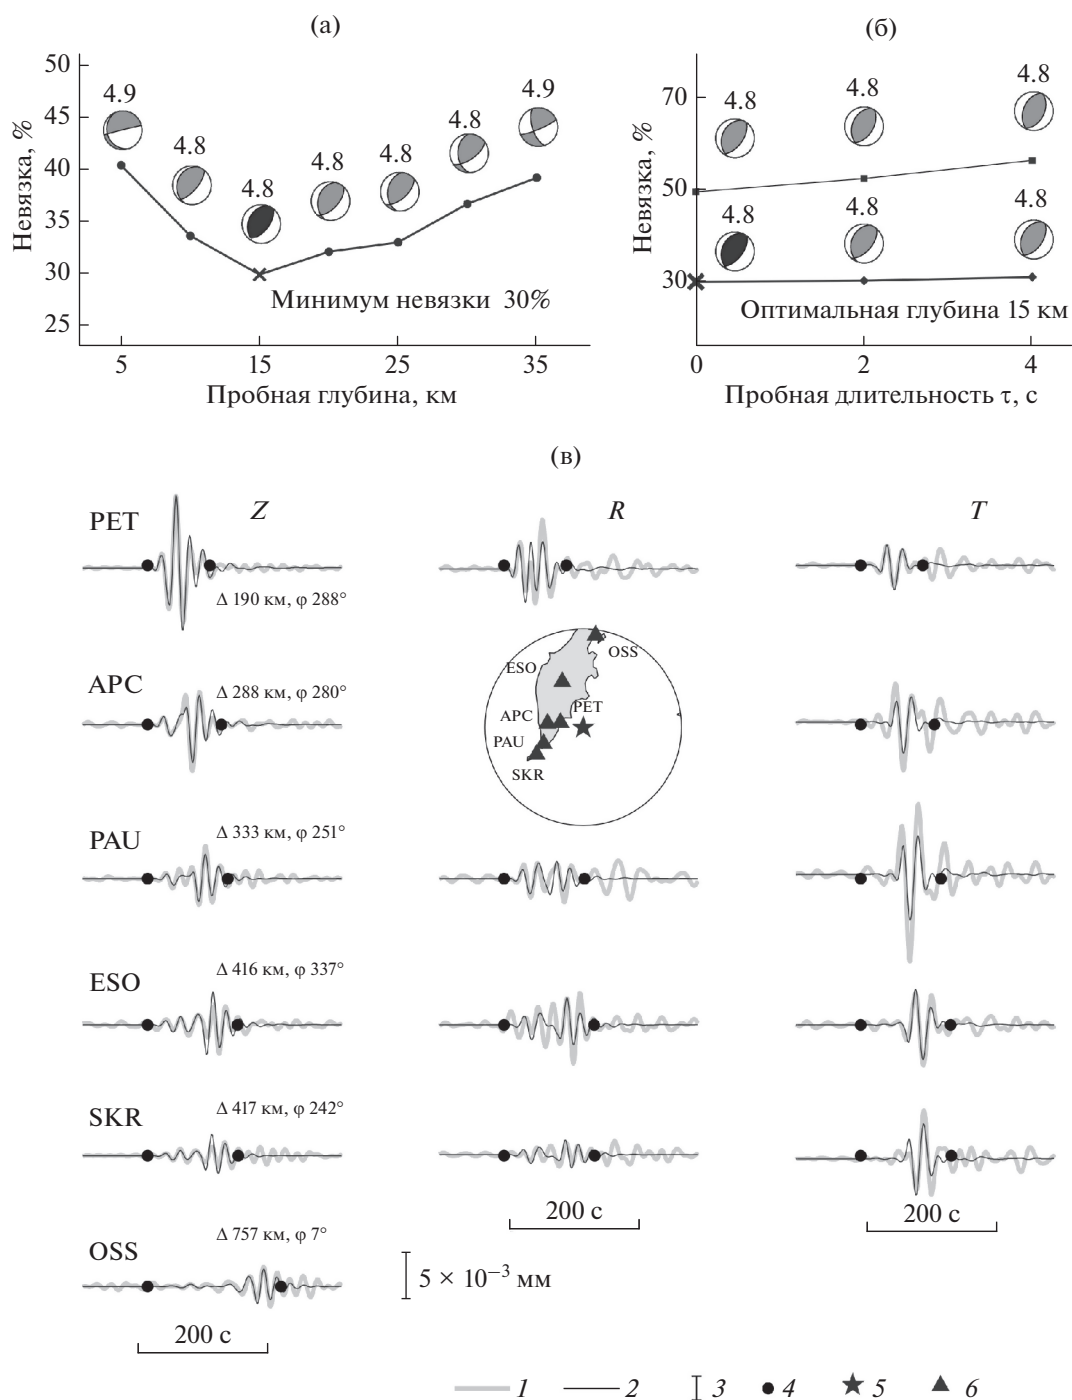 (а)
Невязка, %
50
45
40
35
30
25
4.9
4.8
4.8
4.8
4.8
4.8
4.9
Минимум невязки 30%
5
15
25
35
Пробная глубина, км
(б)
Невязка, %
70
50
30
4.8
4.8
4.8
4.8
4.8
4.8
Оптимальная глубина 15 км
0
2
4
Пробная длительность τ, с
(в)
PET
Z
R
T
Δ 190 км, φ 288°
APC
Δ 288 км, φ 280°
OSS
ESO
PET
APC
PAU
SKR
PAU
Δ 333 км, φ 251°
ESO
Δ 416 км, φ 337°
SKR
Δ 417 км, φ 242°
200 с
200 с
OSS
Δ 757 км, φ 7°
5 × 10⁻³ мм
200 с
1 2 3 4 5 6